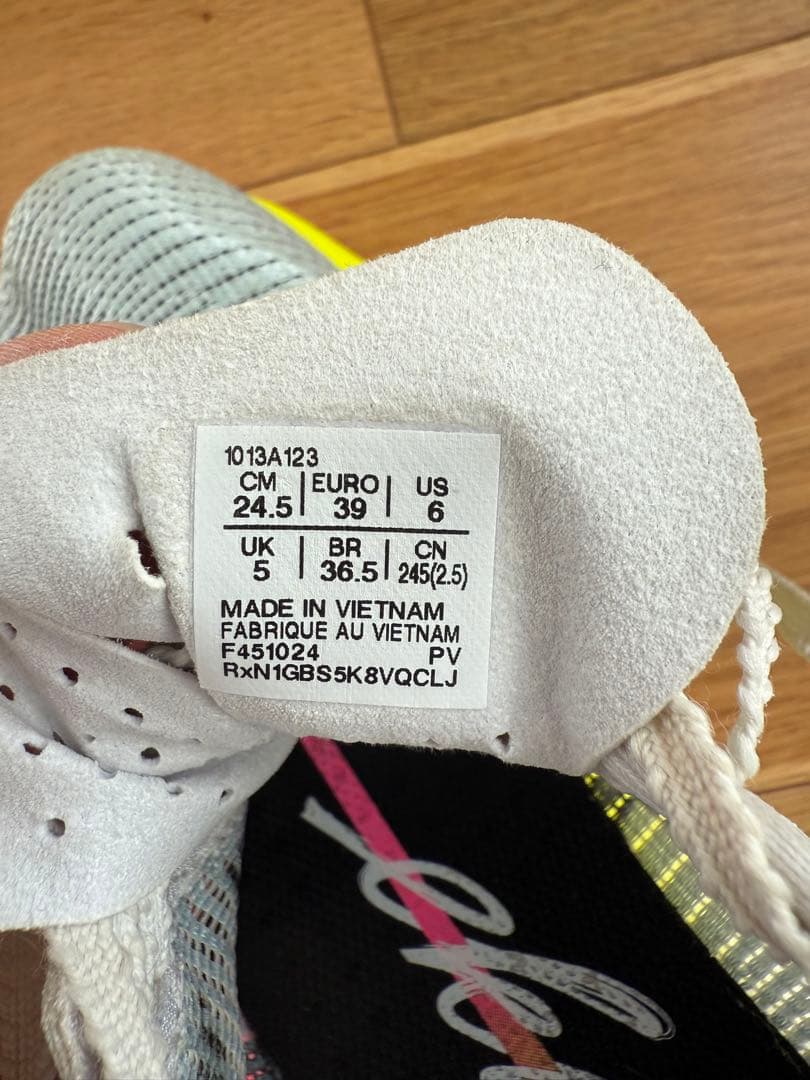 1013A123
CM | EURO | US
24.5 | 39 | 6
UK | BR | CN
5 | 36.5 | 245(2.5)
MADE IN VIETNAM
FABRIQUE AU VIETNAM
F451024 PV
RxN1GBS5K8VQCLJ